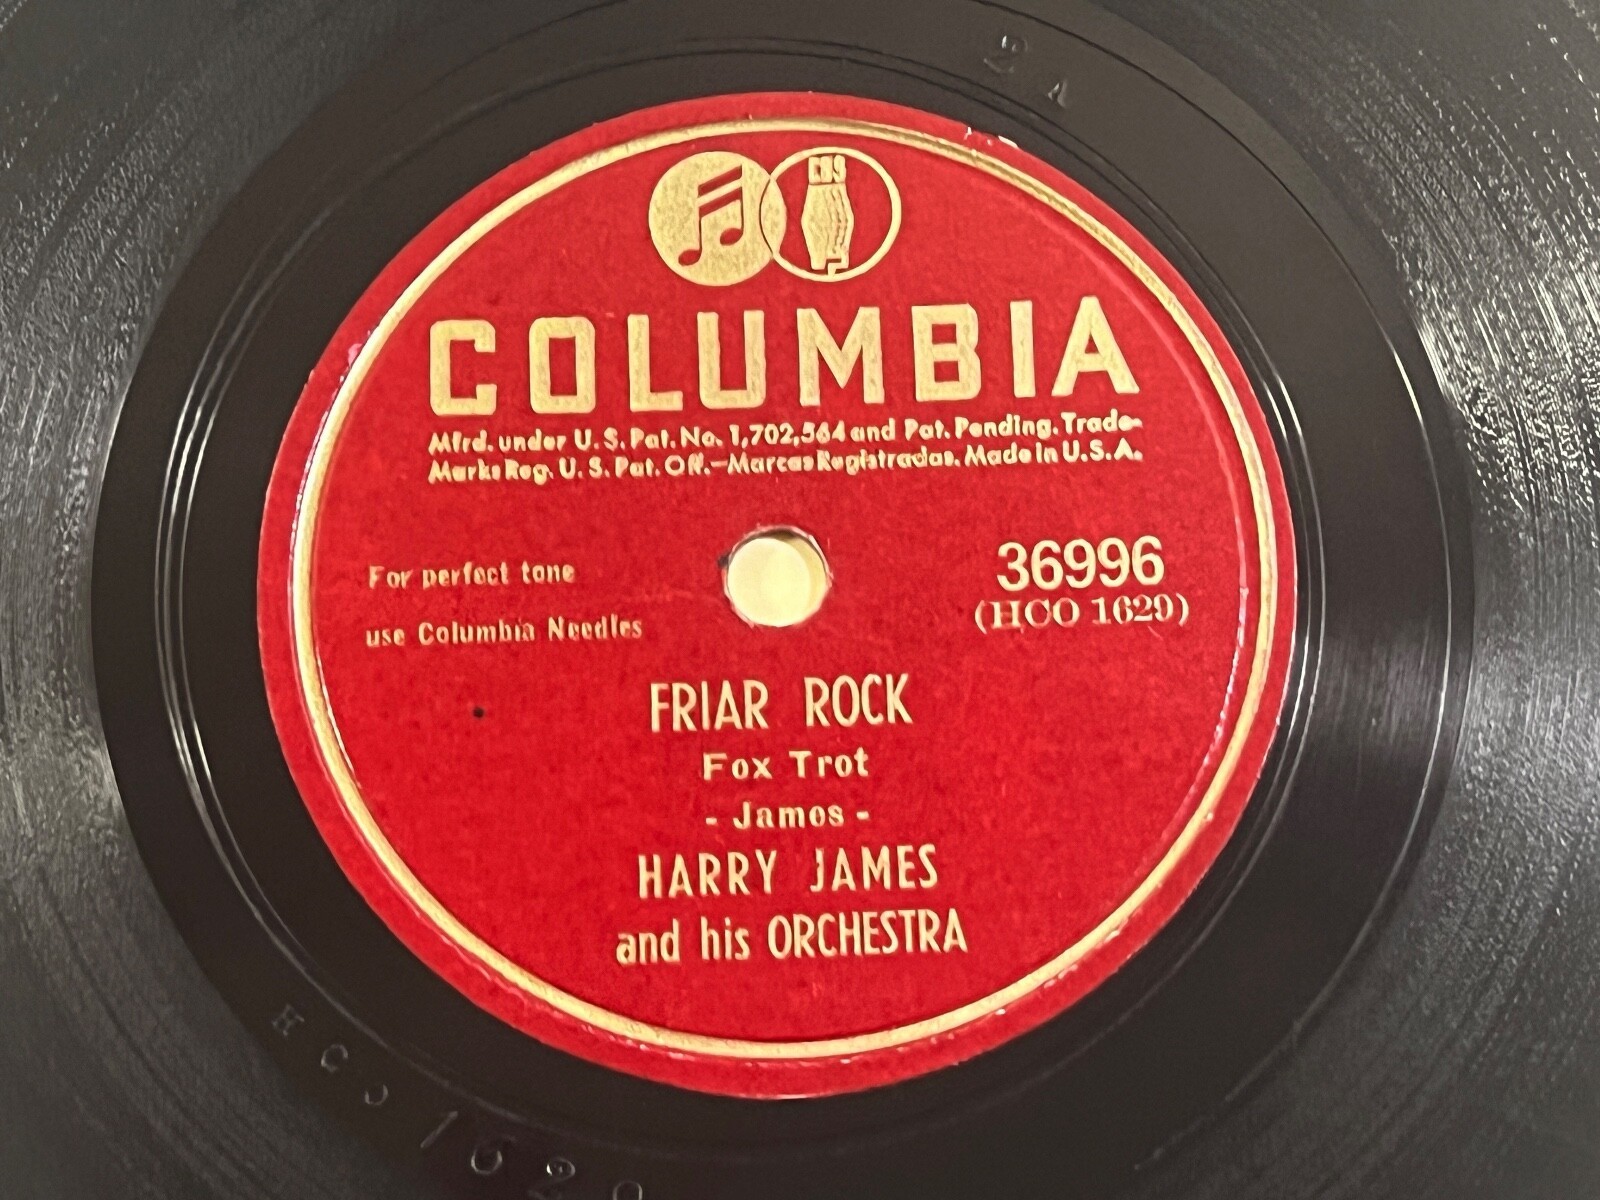 2 A
CBS
COLUMBIA
Mfrd. under U. S. Pat. No. 1,702,564 and Pat. Pending. Trade-
Marks Reg. U. S. Pat. Off.—Marcas Registradas. Made in U.S.A.
For perfect tone
use Columbia Needles
36996
(HCO 1629)
FRIAR ROCK
Fox Trot
- James -
HARRY JAMES
and his ORCHESTRA
HCO1629